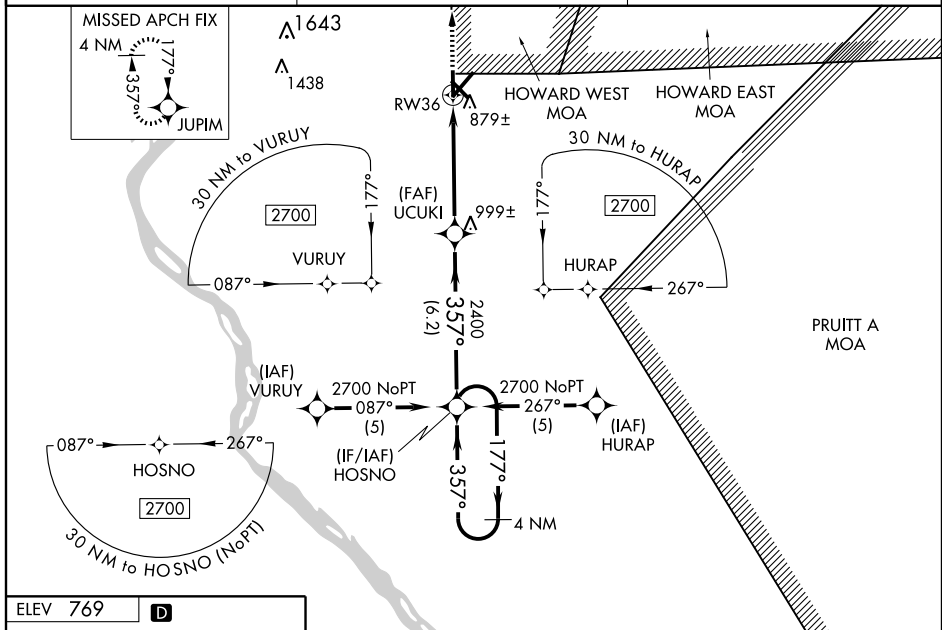 MISSED APCH FIX
4 NM
177°
357°
JUPIM
1643
1438
RW36
879±
HOWARD WEST
MOA
HOWARD EAST
MOA
30 NM to VURUY
2700
177°
VURUY
087°
(FAF)
UCUKI
999±
30 NM to HURAP
177°
2700
HURAP
267°
2400
357°
(6.2)
PRUITT A
MOA
(IAF)
VURUY
2700 NoPT
087°
(5)
2700 NoPT
267°
(5)
(IAF)
HURAP
(IF/IAF)
HOSNO
357°
177°
4 NM
087°
267°
HOSNO
2700
30 NM to HOSNO (NoPT)
ELEV 769
D